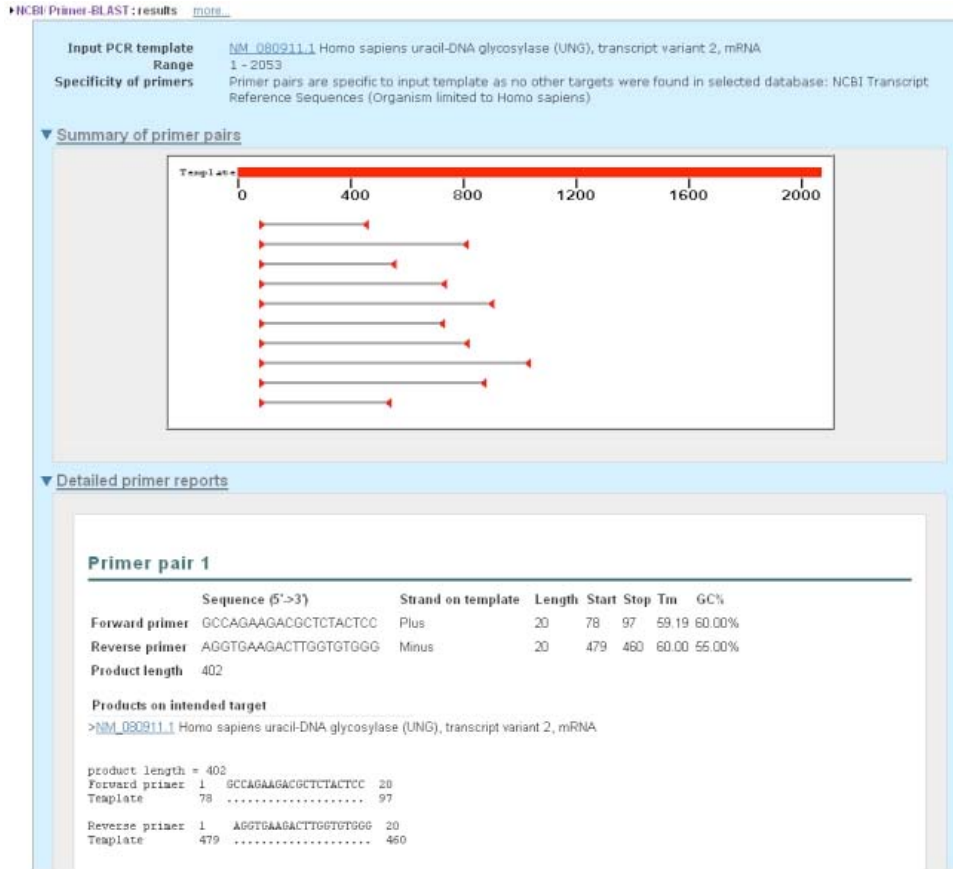 NCBI/Primer-BLAST: results more...
Input PCR template NM_080911.1 Homo sapiens uracil-DNA glycosylase (UNG), transcript variant 2, mRNA
Range 1 - 2053
Specificity of primers Primer pairs are specific to input template as no other targets were found in selected database: NCBI Transcript
Reference Sequences (Organism limited to Homo sapiens)
Summary of primer pairs
Template
0 400 800 1200 1600 2000
Detailed primer reports
Primer pair 1
Sequence (5'->3') Strand on template Length Start Stop Tm GC%
Forward primer GCCAGAAGACGCTCTACTCC Plus 20 78 97 59.19 60.00%
Reverse primer AGGTGAAGACTTGGTGTGGG Minus 20 479 460 60.00 55.00%
Product length 402
Products on intended target
>NM_080911.1 Homo sapiens uracil-DNA glycosylase (UNG), transcript variant 2, mRNA
product length = 402
Forward primer 1 GCCAGAAGACGCTCTACTCC 20
Template 78 .................... 97
Reverse primer 1 AGGTGAAGACTTGGTGTGGG 20
Template 479 .................... 460